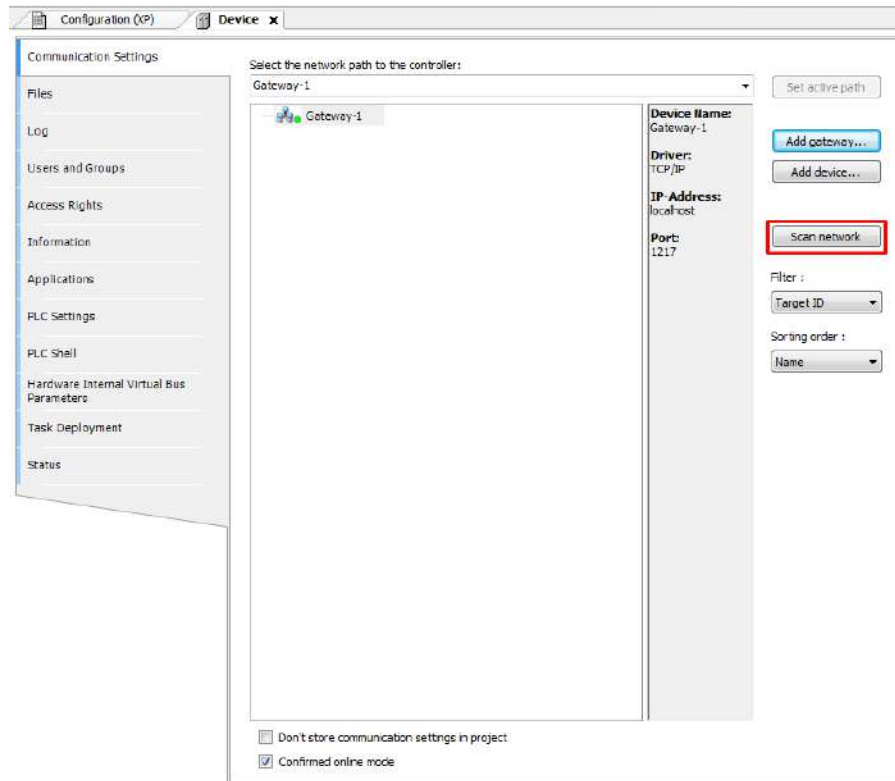 Configuration (XP)
Device
Communication Settings
Files
Log
Users and Groups
Access Rights
Information
Applications
PLC Settings
PLC Shell
Hardware Internal Virtual Bus
Parameters
Task Deployment
Status
Select the network path to the controller:
Gateway-1
Gateway-1
Device Name:
Gateway-1
Driver:
TCP/IP
IP-Address:
localhost
Port:
1217
Set active path
Add gateway...
Add device...
Scan network
Filter :
Target ID
Sorting order :
Name
Don't store communication settings in project
Confirmed online mode